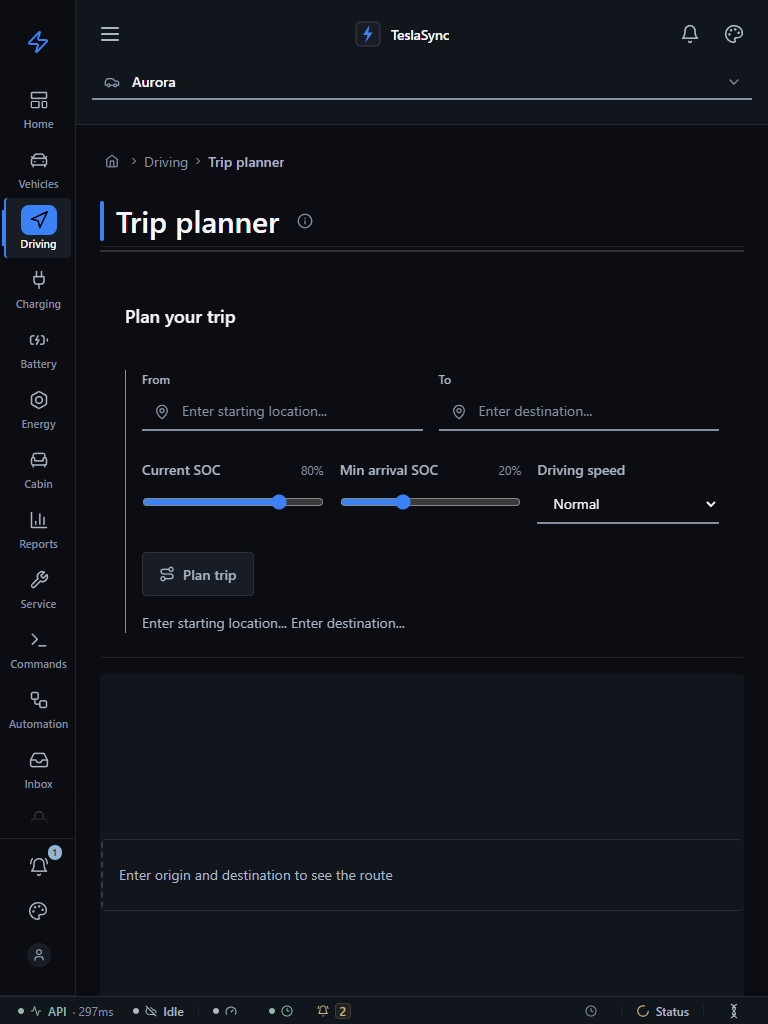 TeslaSync
Aurora
Home
Vehicles
Driving
Charging
Battery
Energy
Cabin
Reports
Service
Commands
Automation
Inbox
1
Driving
Trip planner
Trip planner
Plan your trip
From
To
Enter starting location...
Enter destination...
Current SOC
80%
Min arrival SOC
20%
Driving speed
Normal
Plan trip
Enter starting location... Enter destination...
Enter origin and destination to see the route
API · 297ms
Idle
2
Status